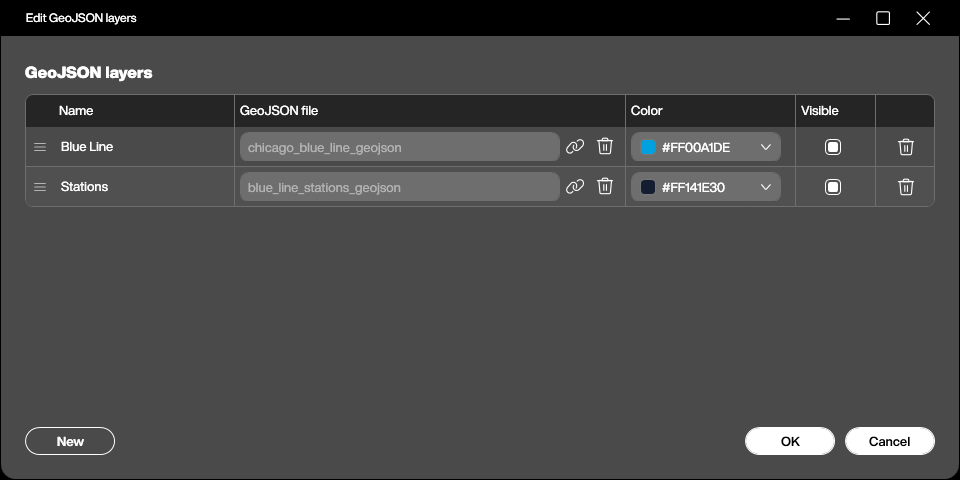 Edit GeoJSON layers
GeoJSON layers
Name GeoJSON file Color Visible
Blue Line chicago_blue_line_geojson #FF00A1DE
Stations blue_line_stations_geojson #FF141E30
New OK Cancel